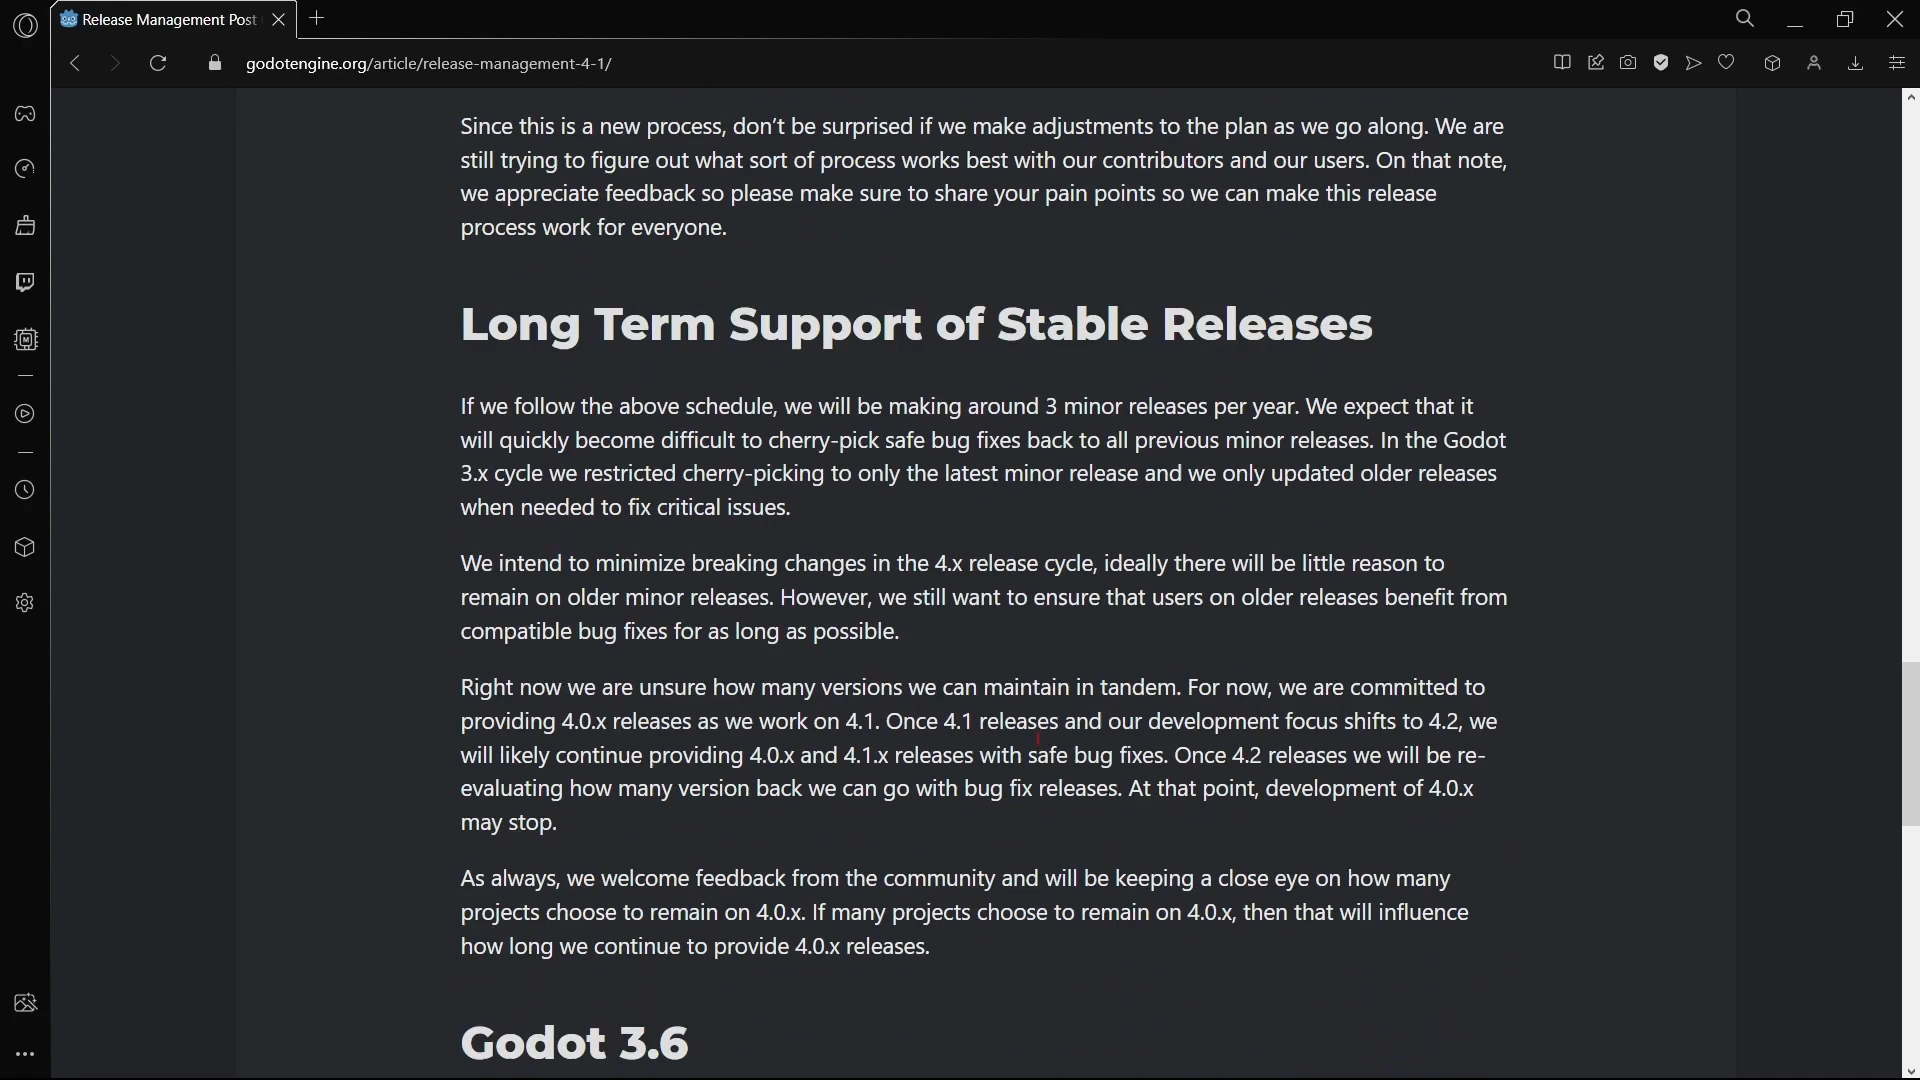 Release Management Post
godotengine.org/article/release-management-4-1/
Since this is a new process, don’t be surprised if we make adjustments to the plan as we go along. We are
still trying to figure out what sort of process works best with our contributors and our users. On that note,
we appreciate feedback so please make sure to share your pain points so we can make this release
process work for everyone.
Long Term Support of Stable Releases
If we follow the above schedule, we will be making around 3 minor releases per year. We expect that it
will quickly become difficult to cherry-pick safe bug fixes back to all previous minor releases. In the Godot
3.x cycle we restricted cherry-picking to only the latest minor release and we only updated older releases
when needed to fix critical issues.
We intend to minimize breaking changes in the 4.x release cycle, ideally there will be little reason to
remain on older minor releases. However, we still want to ensure that users on older releases benefit from
compatible bug fixes for as long as possible.
Right now we are unsure how many versions we can maintain in tandem. For now, we are committed to
providing 4.0.x releases as we work on 4.1. Once 4.1 releases and our development focus shifts to 4.2, we
will likely continue providing 4.0.x and 4.1.x releases with safe bug fixes. Once 4.2 releases we will be re-
evaluating how many version back we can go with bug fix releases. At that point, development of 4.0.x
may stop.
As always, we welcome feedback from the community and will be keeping a close eye on how many
projects choose to remain on 4.0.x. If many projects choose to remain on 4.0.x, then that will influence
how long we continue to provide 4.0.x releases.
Godot 3.6